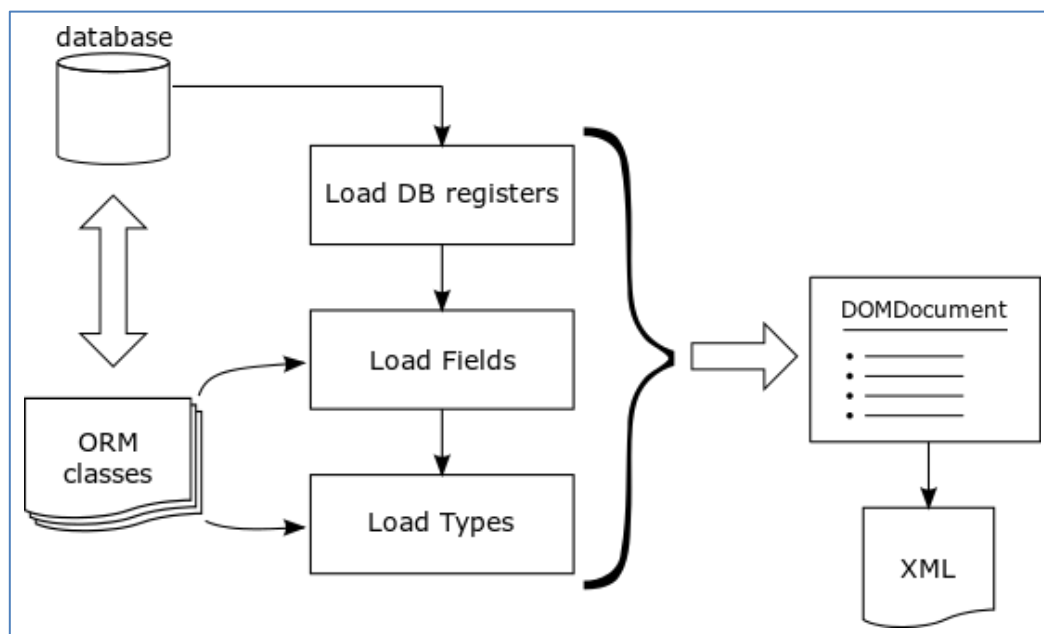 database
Load DB registers
Load Fields
Load Types
ORM
classes
DOMDocument
XML